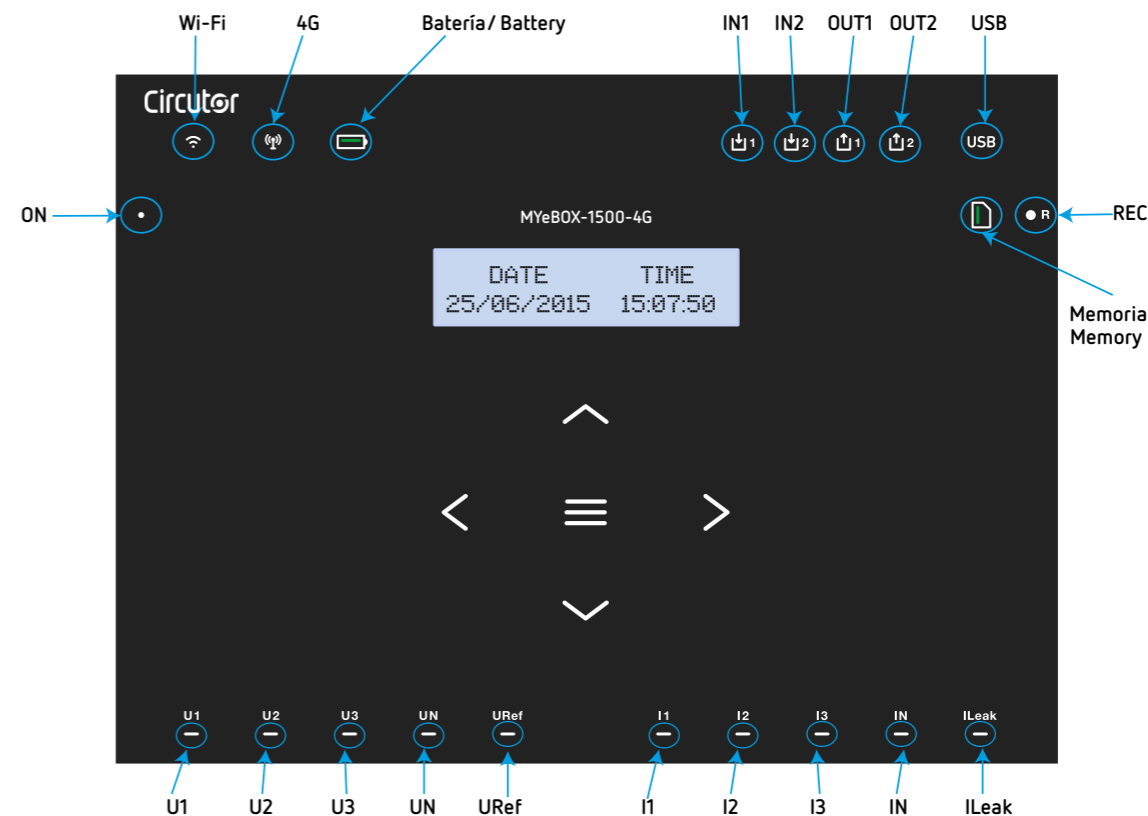 Wi-Fi 4G Batería / Battery IN1 IN2 OUT1 OUT2 USB
Circutor
1 2 1 2 USB
ON MYeBOX-1500-4G R REC
DATE TIME
25/06/2015 15:07:50
Memoria
Memory
U1 U2 U3 UN URef I1 I2 I3 IN ILeak
U1 U2 U3 UN URef I1 I2 I3 IN ILeak